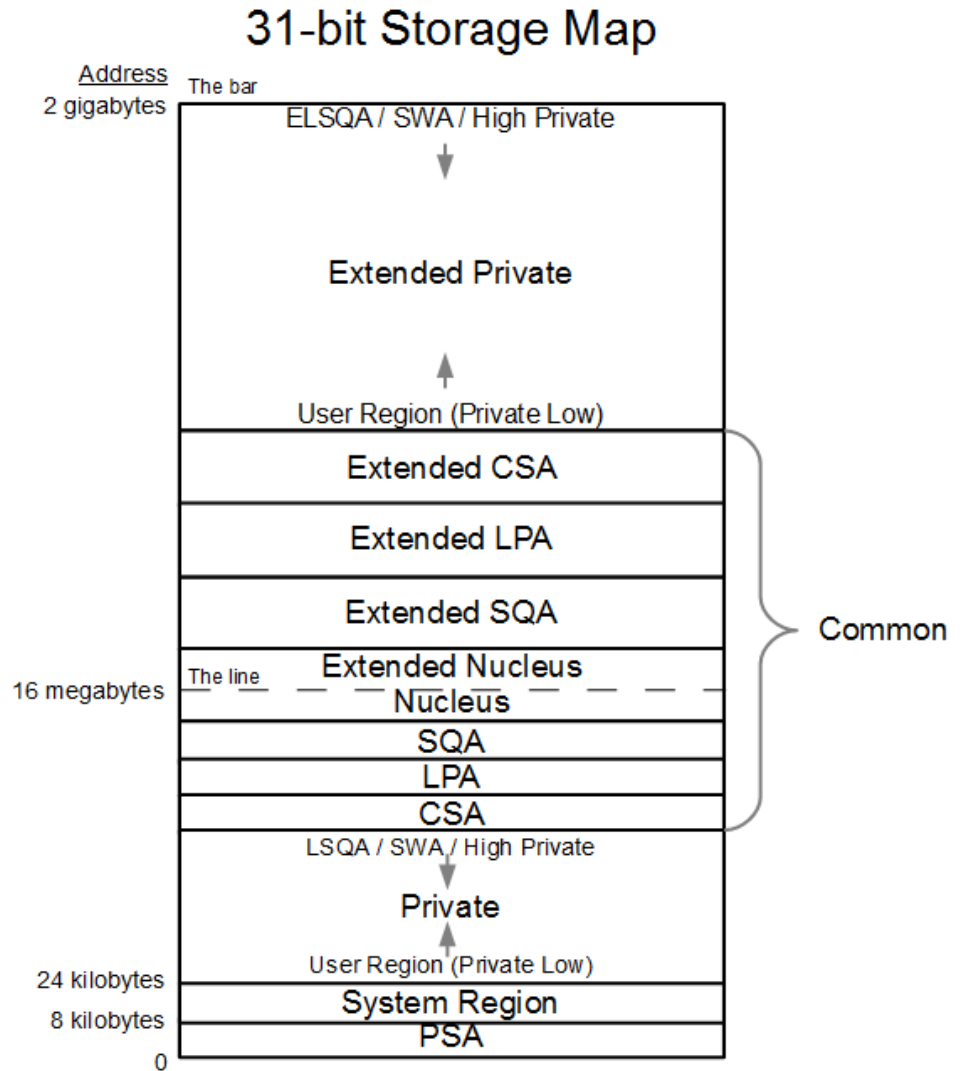 31-bit Storage Map
Address
The bar
2 gigabytes
ELSQA / SWA / High Private
Extended Private
User Region (Private Low)
Extended CSA
Extended LPA
Extended SQA
Common
Extended Nucleus
The line
16 megabytes
Nucleus
SQA
LPA
CSA
LSQA / SWA / High Private
Private
User Region (Private Low)
24 kilobytes
System Region
8 kilobytes
PSA
0